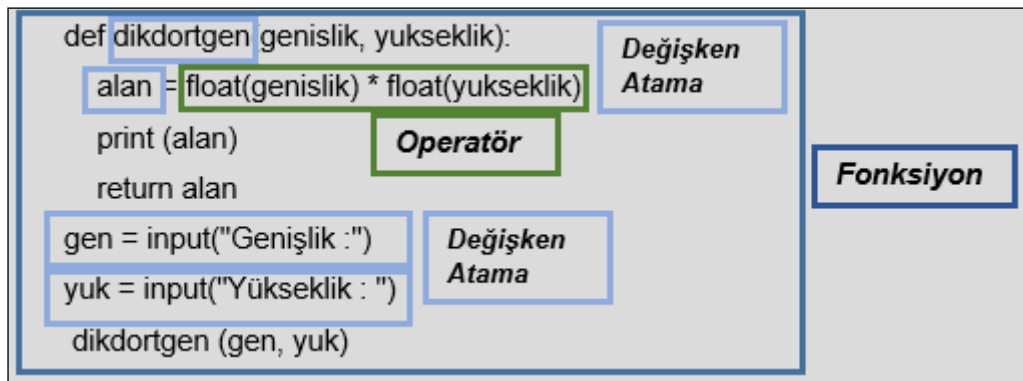 def dikdortgen (genislik, yukseklik):
Değişken
Atama
alan = float(genislik) * float(yukseklik)
print (alan)
Operatör
return alan
Fonksiyon
gen = input("Genişlik :")
Değişken
Atama
yuk = input("Yükseklik : ")
dikdortgen (gen, yuk)